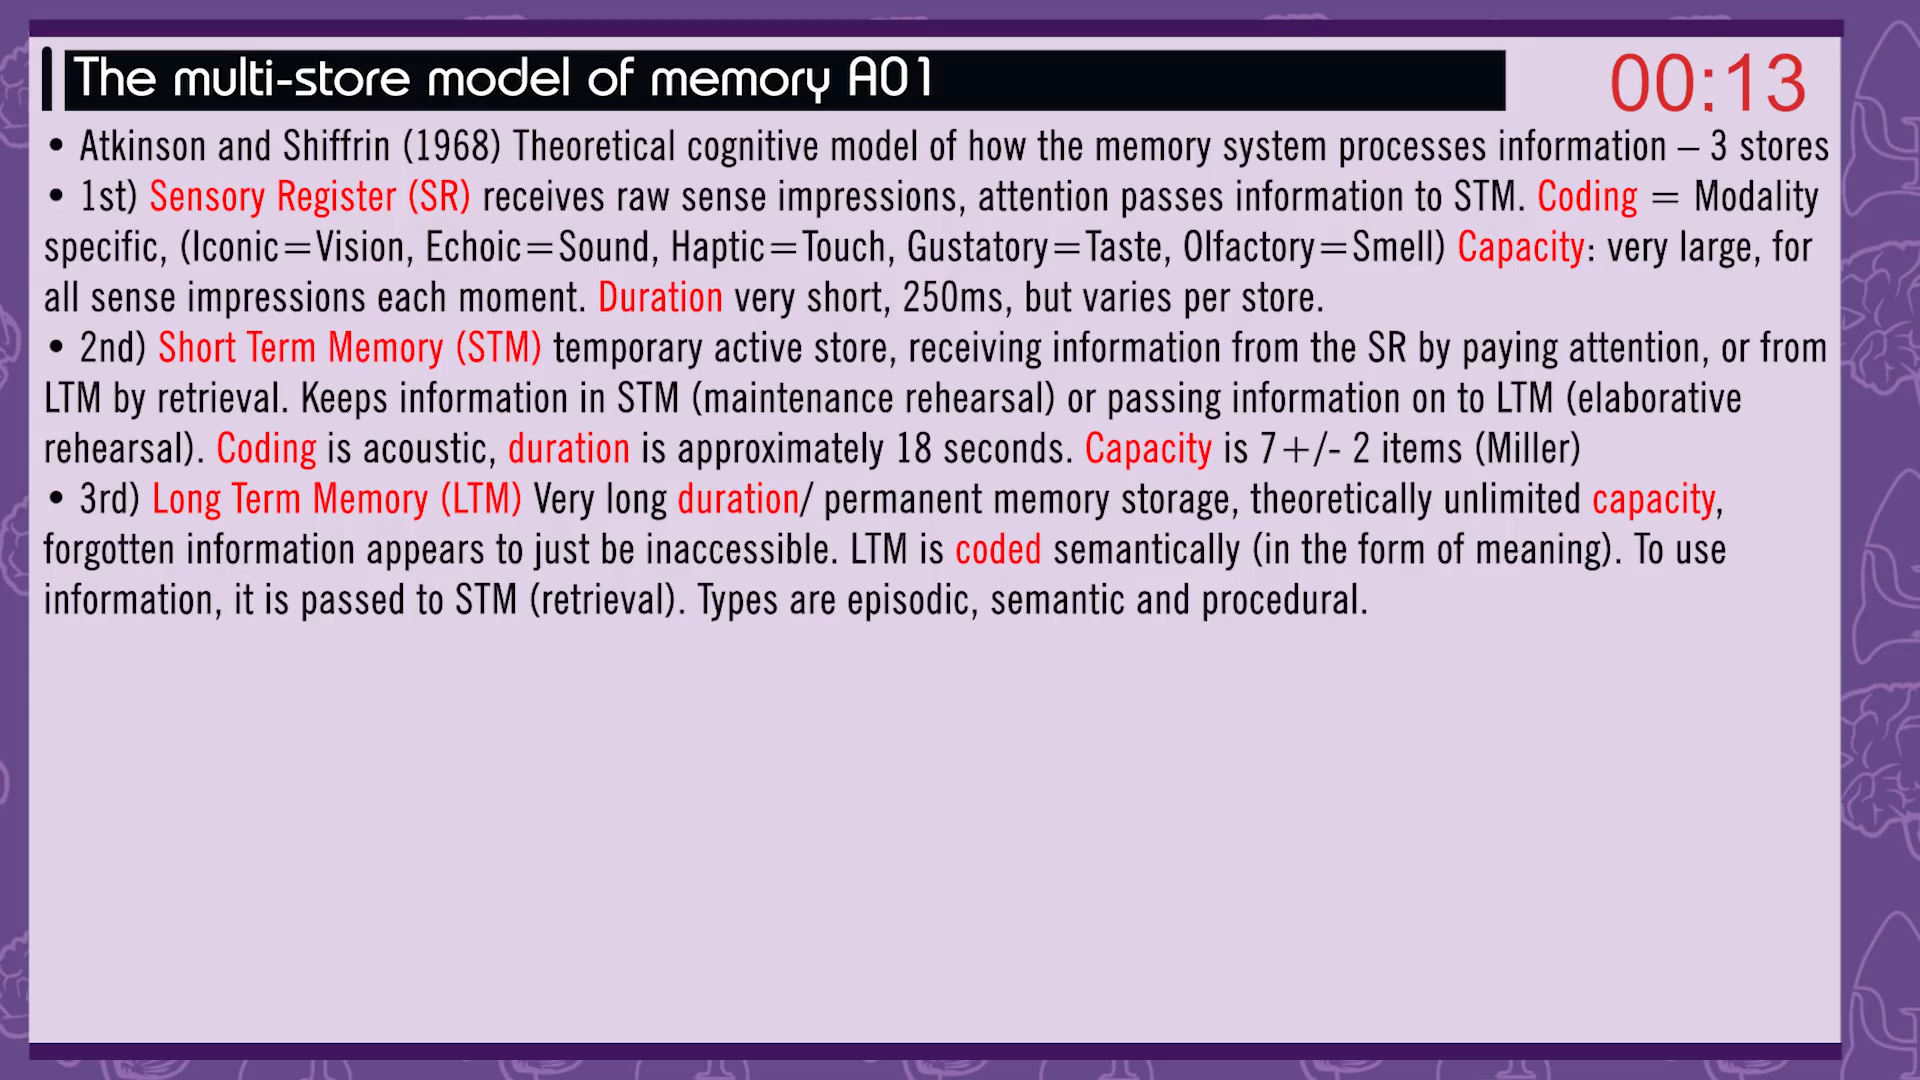 The multi-store model of memory A01
00:13
• Atkinson and Shiffrin (1968) Theoretical cognitive model of how the memory system processes information – 3 stores
• 1st) Sensory Register (SR) receives raw sense impressions, attention passes information to STM. Coding = Modality
specific, (Iconic=Vision, Echoic=Sound, Haptic=Touch, Gustatory=Taste, Olfactory=Smell) Capacity: very large, for
all sense impressions each moment. Duration very short, 250ms, but varies per store.
• 2nd) Short Term Memory (STM) temporary active store, receiving information from the SR by paying attention, or from
LTM by retrieval. Keeps information in STM (maintenance rehearsal) or passing information on to LTM (elaborative
rehearsal). Coding is acoustic, duration is approximately 18 seconds. Capacity is 7+/- 2 items (Miller)
• 3rd) Long Term Memory (LTM) Very long duration/ permanent memory storage, theoretically unlimited capacity,
forgotten information appears to just be inaccessible. LTM is coded semantically (in the form of meaning). To use
information, it is passed to STM (retrieval). Types are episodic, semantic and procedural.